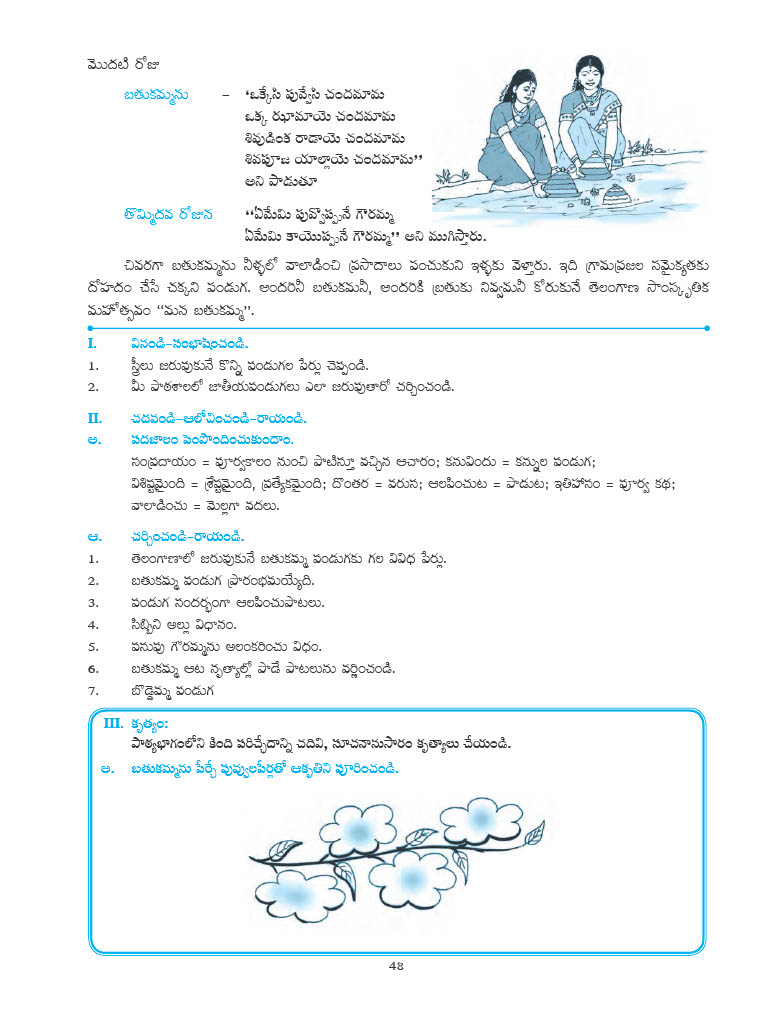 మొదటి రోజు
బతుకమ్మను – ‘ఒక్కేసి పువ్వేసి చందమామ
ఒక్క ఝామాయె చందమామ
శివుడింక రాడాయె చందమామ
శివపూజ యాల్లాయె చందమామ’’
అని పాడుతూ
తొమ్మిదవ రోజున ‘‘ఏమేమి పువ్వొప్పునే గౌరమ్మ
ఏమేమి కాయొప్పునే గౌరమ్మ’’ అని ముగిస్తారు.
చివరగా బతుకమ్మను నీళ్ళలో వాలాడించి ప్రసాదాలు పంచుకుని ఇళ్ళకు వెళ్తారు. ఇది గ్రామప్రజల సమైక్యతకు
దోహదం చేసే చక్కని పండుగ. అందరినీ బతుకమనీ, అందరికీ బ్రతుకు నివ్వమనీ కోరుకునే తెలంగాణ సాంస్కృతిక
మహోత్సవం ‘‘మన బతుకమ్మ’’.
I. వినండి–సంభాషించండి.
1. స్త్రీలు జరుపుకునే కొన్ని పండుగల పేర్లు చెప్పండి.
2. మీ పాఠశాలలో జాతీయపండుగలు ఎలా జరుపుతారో చర్చించండి.
II. చదవండి–ఆలోచించండి–రాయండి.
అ. పదజాలం పెంపొందించుకుందాం.
సంప్రదాయం = పూర్వకాలం నుంచి పాటిస్తూ వచ్చిన ఆచారం; కనువిందు = కన్నుల పండుగ;
విశిష్టమైంది = శ్రేష్టమైంది, ప్రత్యేకమైంది; దొంతర = వరుస; ఆలపించుట = పాడుట; ఇతిహాసం = పూర్వ కథ;
వాలాడించు = మెల్లగా వదలు.
ఆ. చర్చించండి–రాయండి.
1. తెలంగాణాలో జరుపుకునే బతుకమ్మ పండుగకు గల వివిధ పేర్లు.
2. బతుకమ్మ పండుగ ప్రారంభమయ్యేది.
3. పండుగ సందర్భంగా ఆలపించుపాటలు.
4. సిబ్బిని అల్లు విధానం.
5. పసుపు గౌరమ్మను అలంకరించు విధం.
6. బతుకమ్మ ఆట నృత్యాల్లో పాడే పాటలును వర్ణించండి.
7. బొడ్డెమ్మ పండుగ
III. కృత్యం:
పాఠ్యభాగంలోని కింది పరిచ్ఛేదాన్ని చదివి, సూచనానుసారం కృత్యాలు చేయండి.
అ. బతుకమ్మను పేర్చే పువ్వులపేర్లతో ఆకృతిని పూరించండి.
48